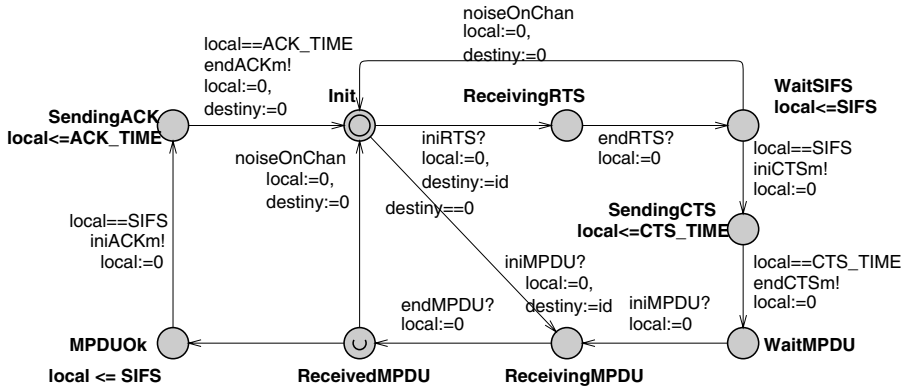 noiseOnChan
local:=0,
destiny:=0
local==ACK_TIME
endACKm!
local:=0,
destiny:=0
Init
ReceivingRTS
WaitSIFS
local<=SIFS
SendingACK
local<=ACK_TIME
iniRTS?
local:=0,
destiny:=id
destiny==0
endRTS?
local:=0
local==SIFS
iniCTSm!
local:=0
noiseOnChan
local:=0,
destiny:=0
SendingCTS
local<=CTS_TIME
local==SIFS
iniACKm!
local:=0
iniMPDU?
local:=0,
destiny:=id
local==CTS_TIME
endCTSm!
local:=0
endMPDU?
local:=0
iniMPDU?
local:=0
MPDUOk
local <= SIFS
ReceivedMPDU
ReceivingMPDU
WaitMPDU